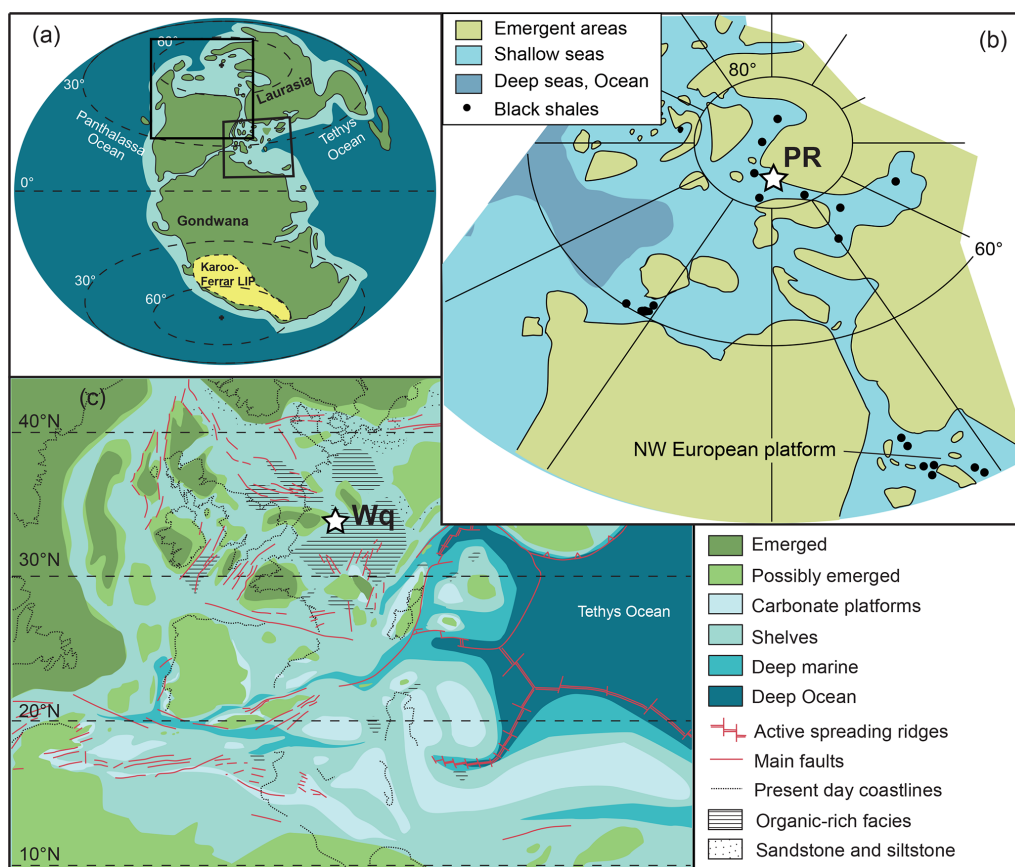 (a)
60°
30°
Laurasia
Panthalassa
Ocean
Tethys
Ocean
0°
Gondwana
Karoo-
Ferrar LIP
30°
60°
Emergent areas
Shallow seas
Deep seas, Ocean
Black shales
(b)
80°
PR
60°
NW European platform
(c)
40°N
Wq
30°N
Tethys Ocean
20°N
10°N
Emerged
Possibly emerged
Carbonate platforms
Shelves
Deep marine
Deep Ocean
Active spreading ridges
Main faults
Present day coastlines
Organic-rich facies
Sandstone and siltstone